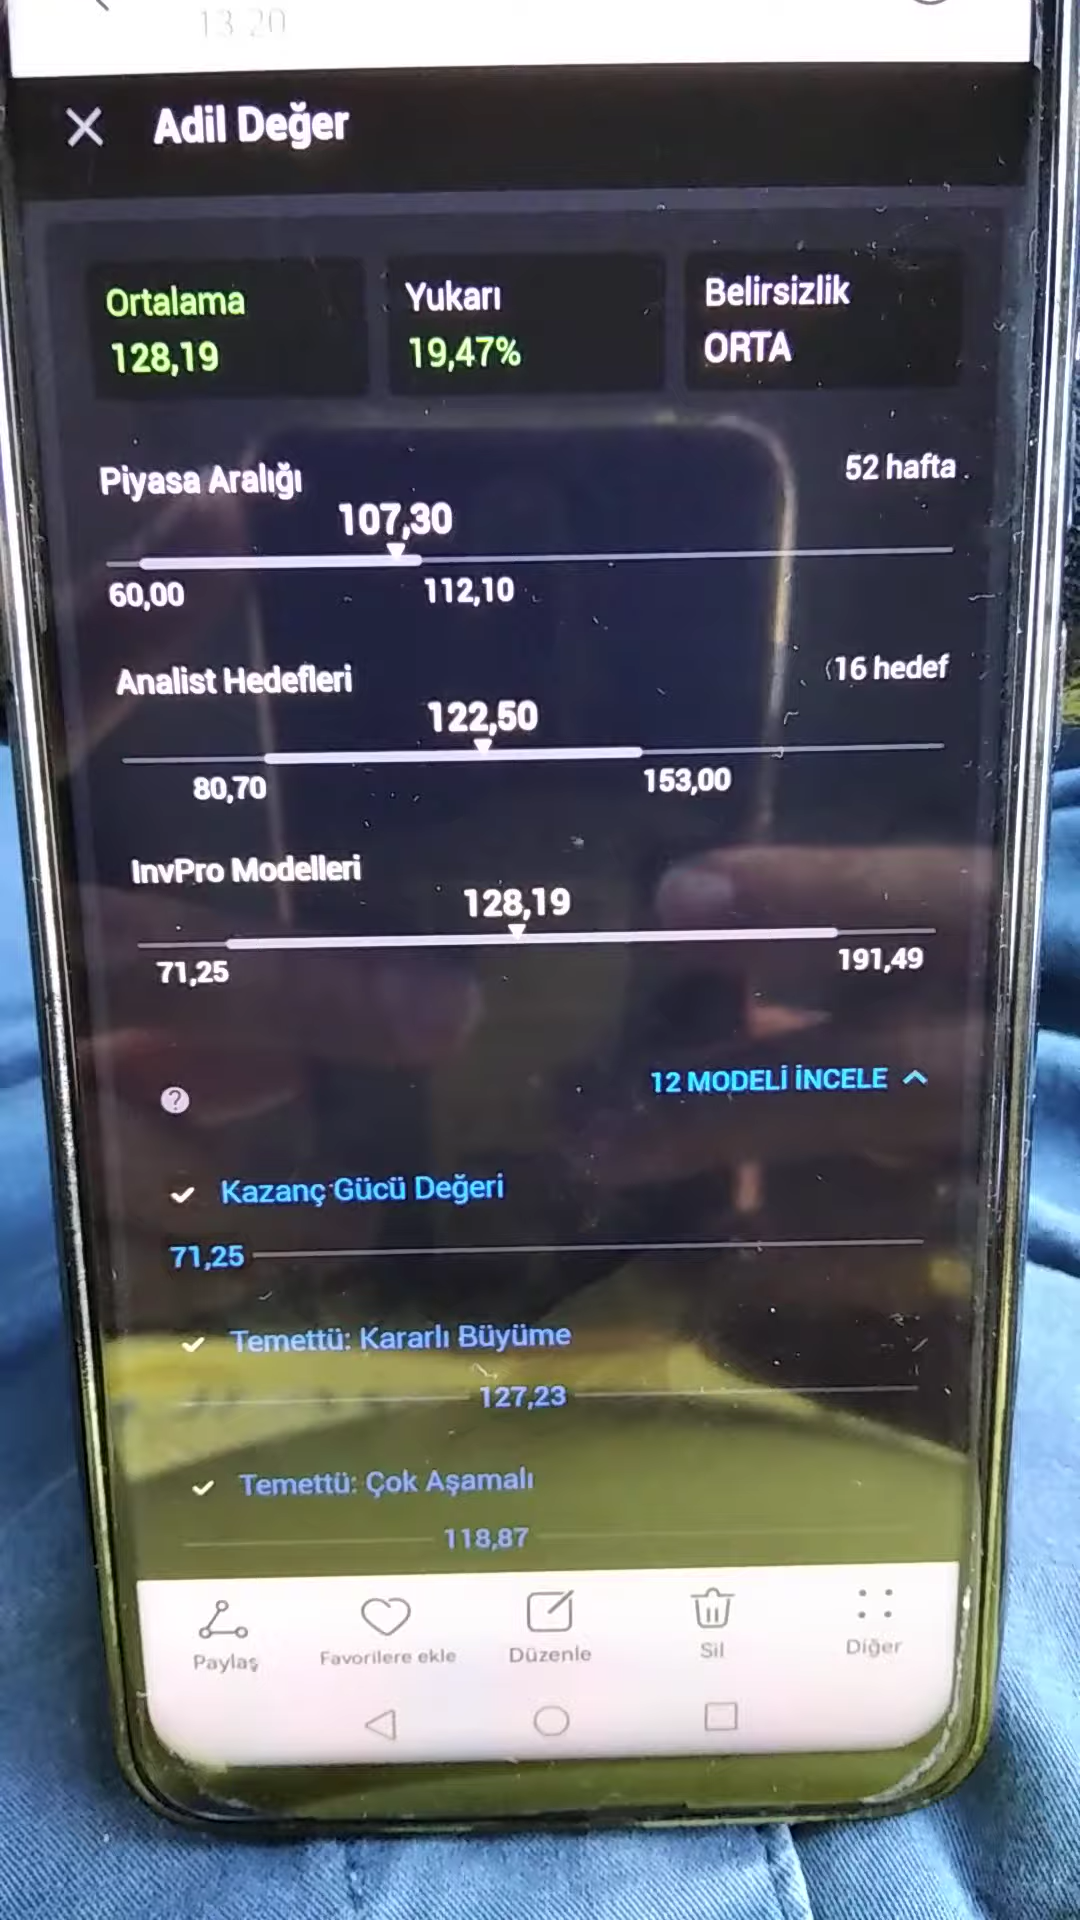 13 20
Adil Değer
Ortalama
128,19
Yukarı
19,47%
Belirsizlik
ORTA
Piyasa Aralığı
52 hafta
107,30
60,00
112,10
Analist Hedefleri
16 hedef
122,50
80,70
153,00
InvPro Modelleri
128,19
71,25
191,49
?
12 MODELİ İNCELE
Kazanç Gücü Değeri
71,25
Temettü: Kararlı Büyüme
127,23
Temettü: Çok Aşamalı
118,87
Paylaş
Favorilere ekle
Düzenle
Sil
Diğer